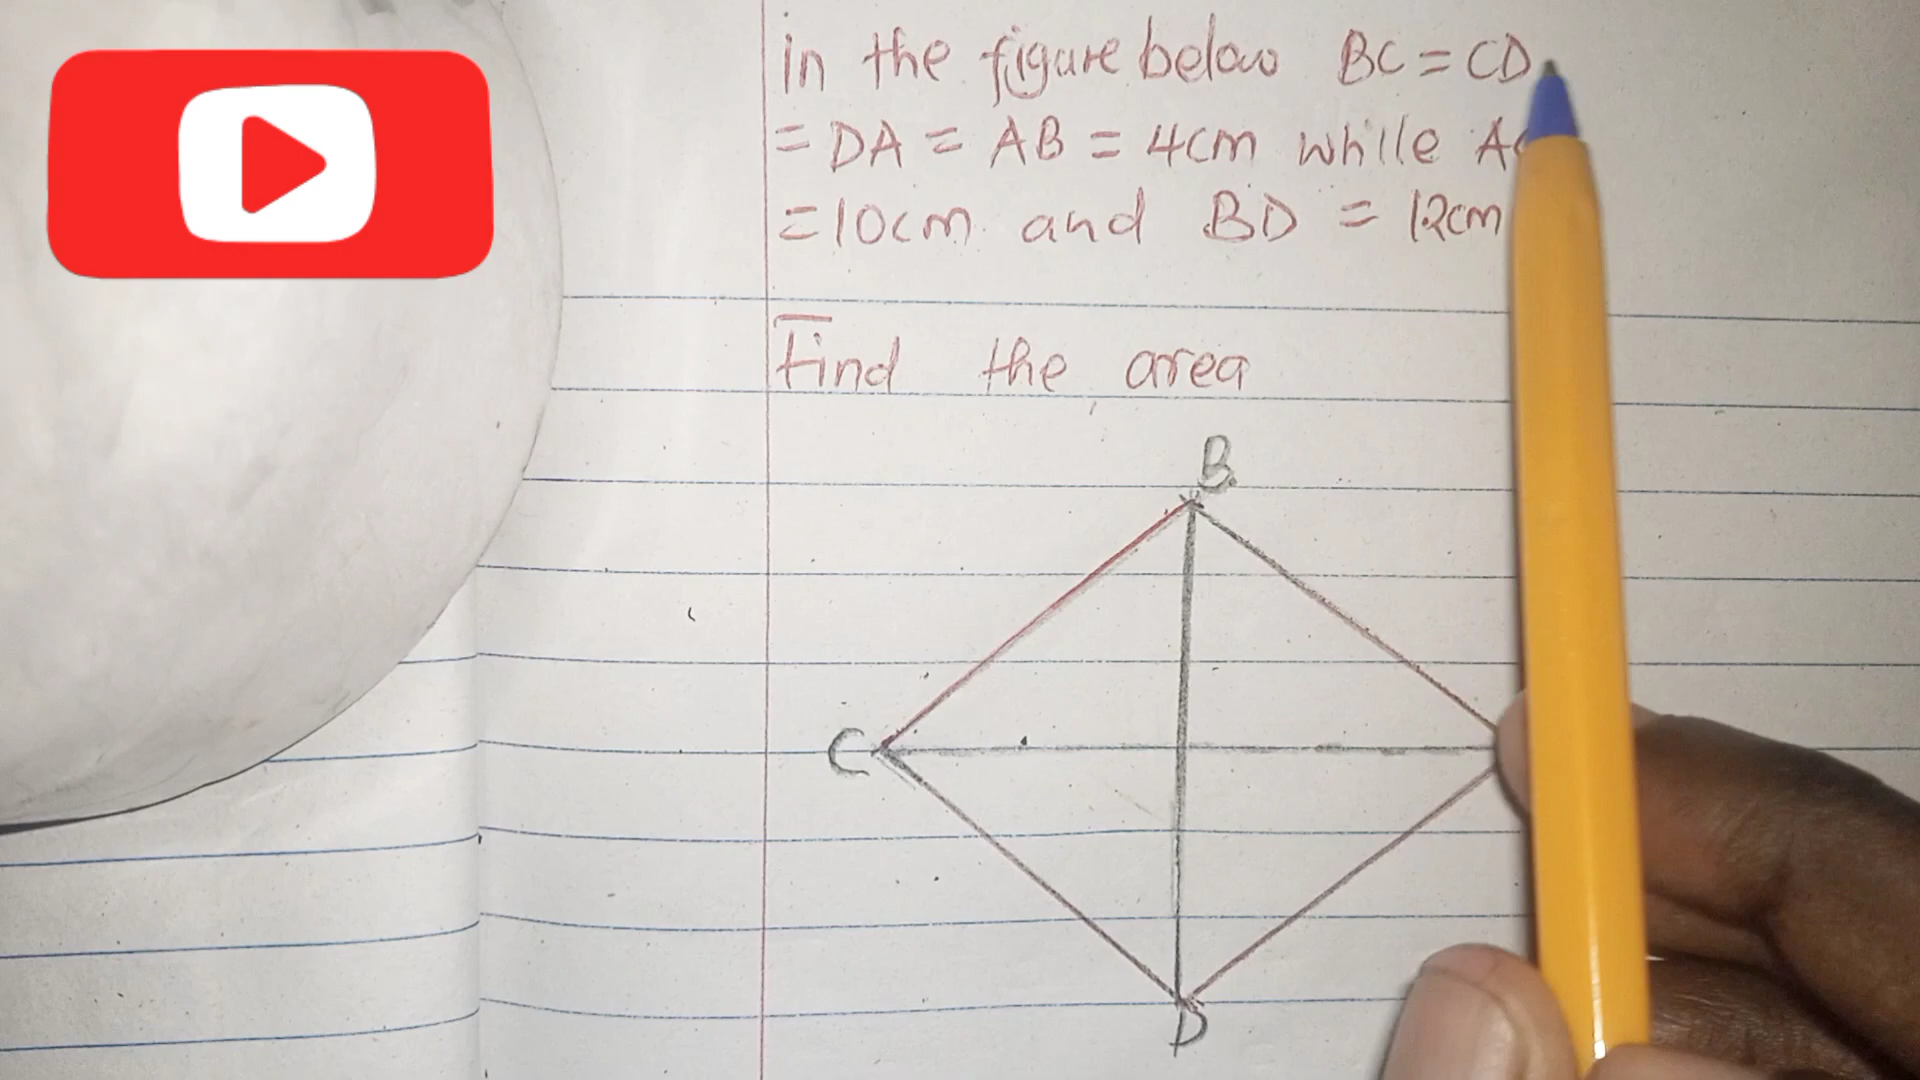 in the figure below BC = CD
= DA = AB = 4cm while
= 10cm and BD = 12cm
Find the area
B
C
D